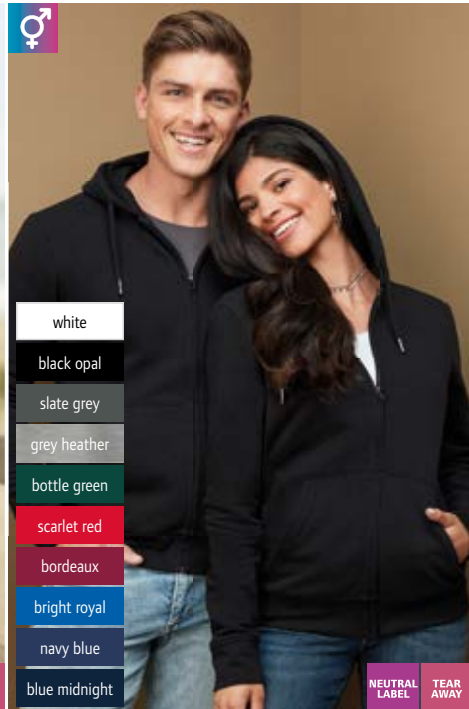 white
black opal
slate grey
grey heather
bottle green
scarlet red
bordeaux
bright royal
navy blue
blue midnight
NEUTRAL
LABEL
TEAR
AWAY